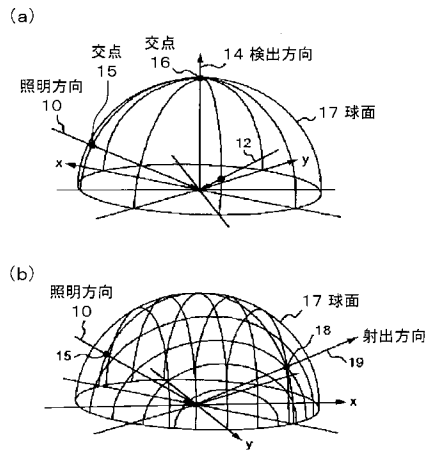 (a)
交点
15
交点
16
14 検出方向
照明方向
10
17 球面
12
x
y
(b)
照明方向
10
15
17 球面
18
射出方向
19
x
y